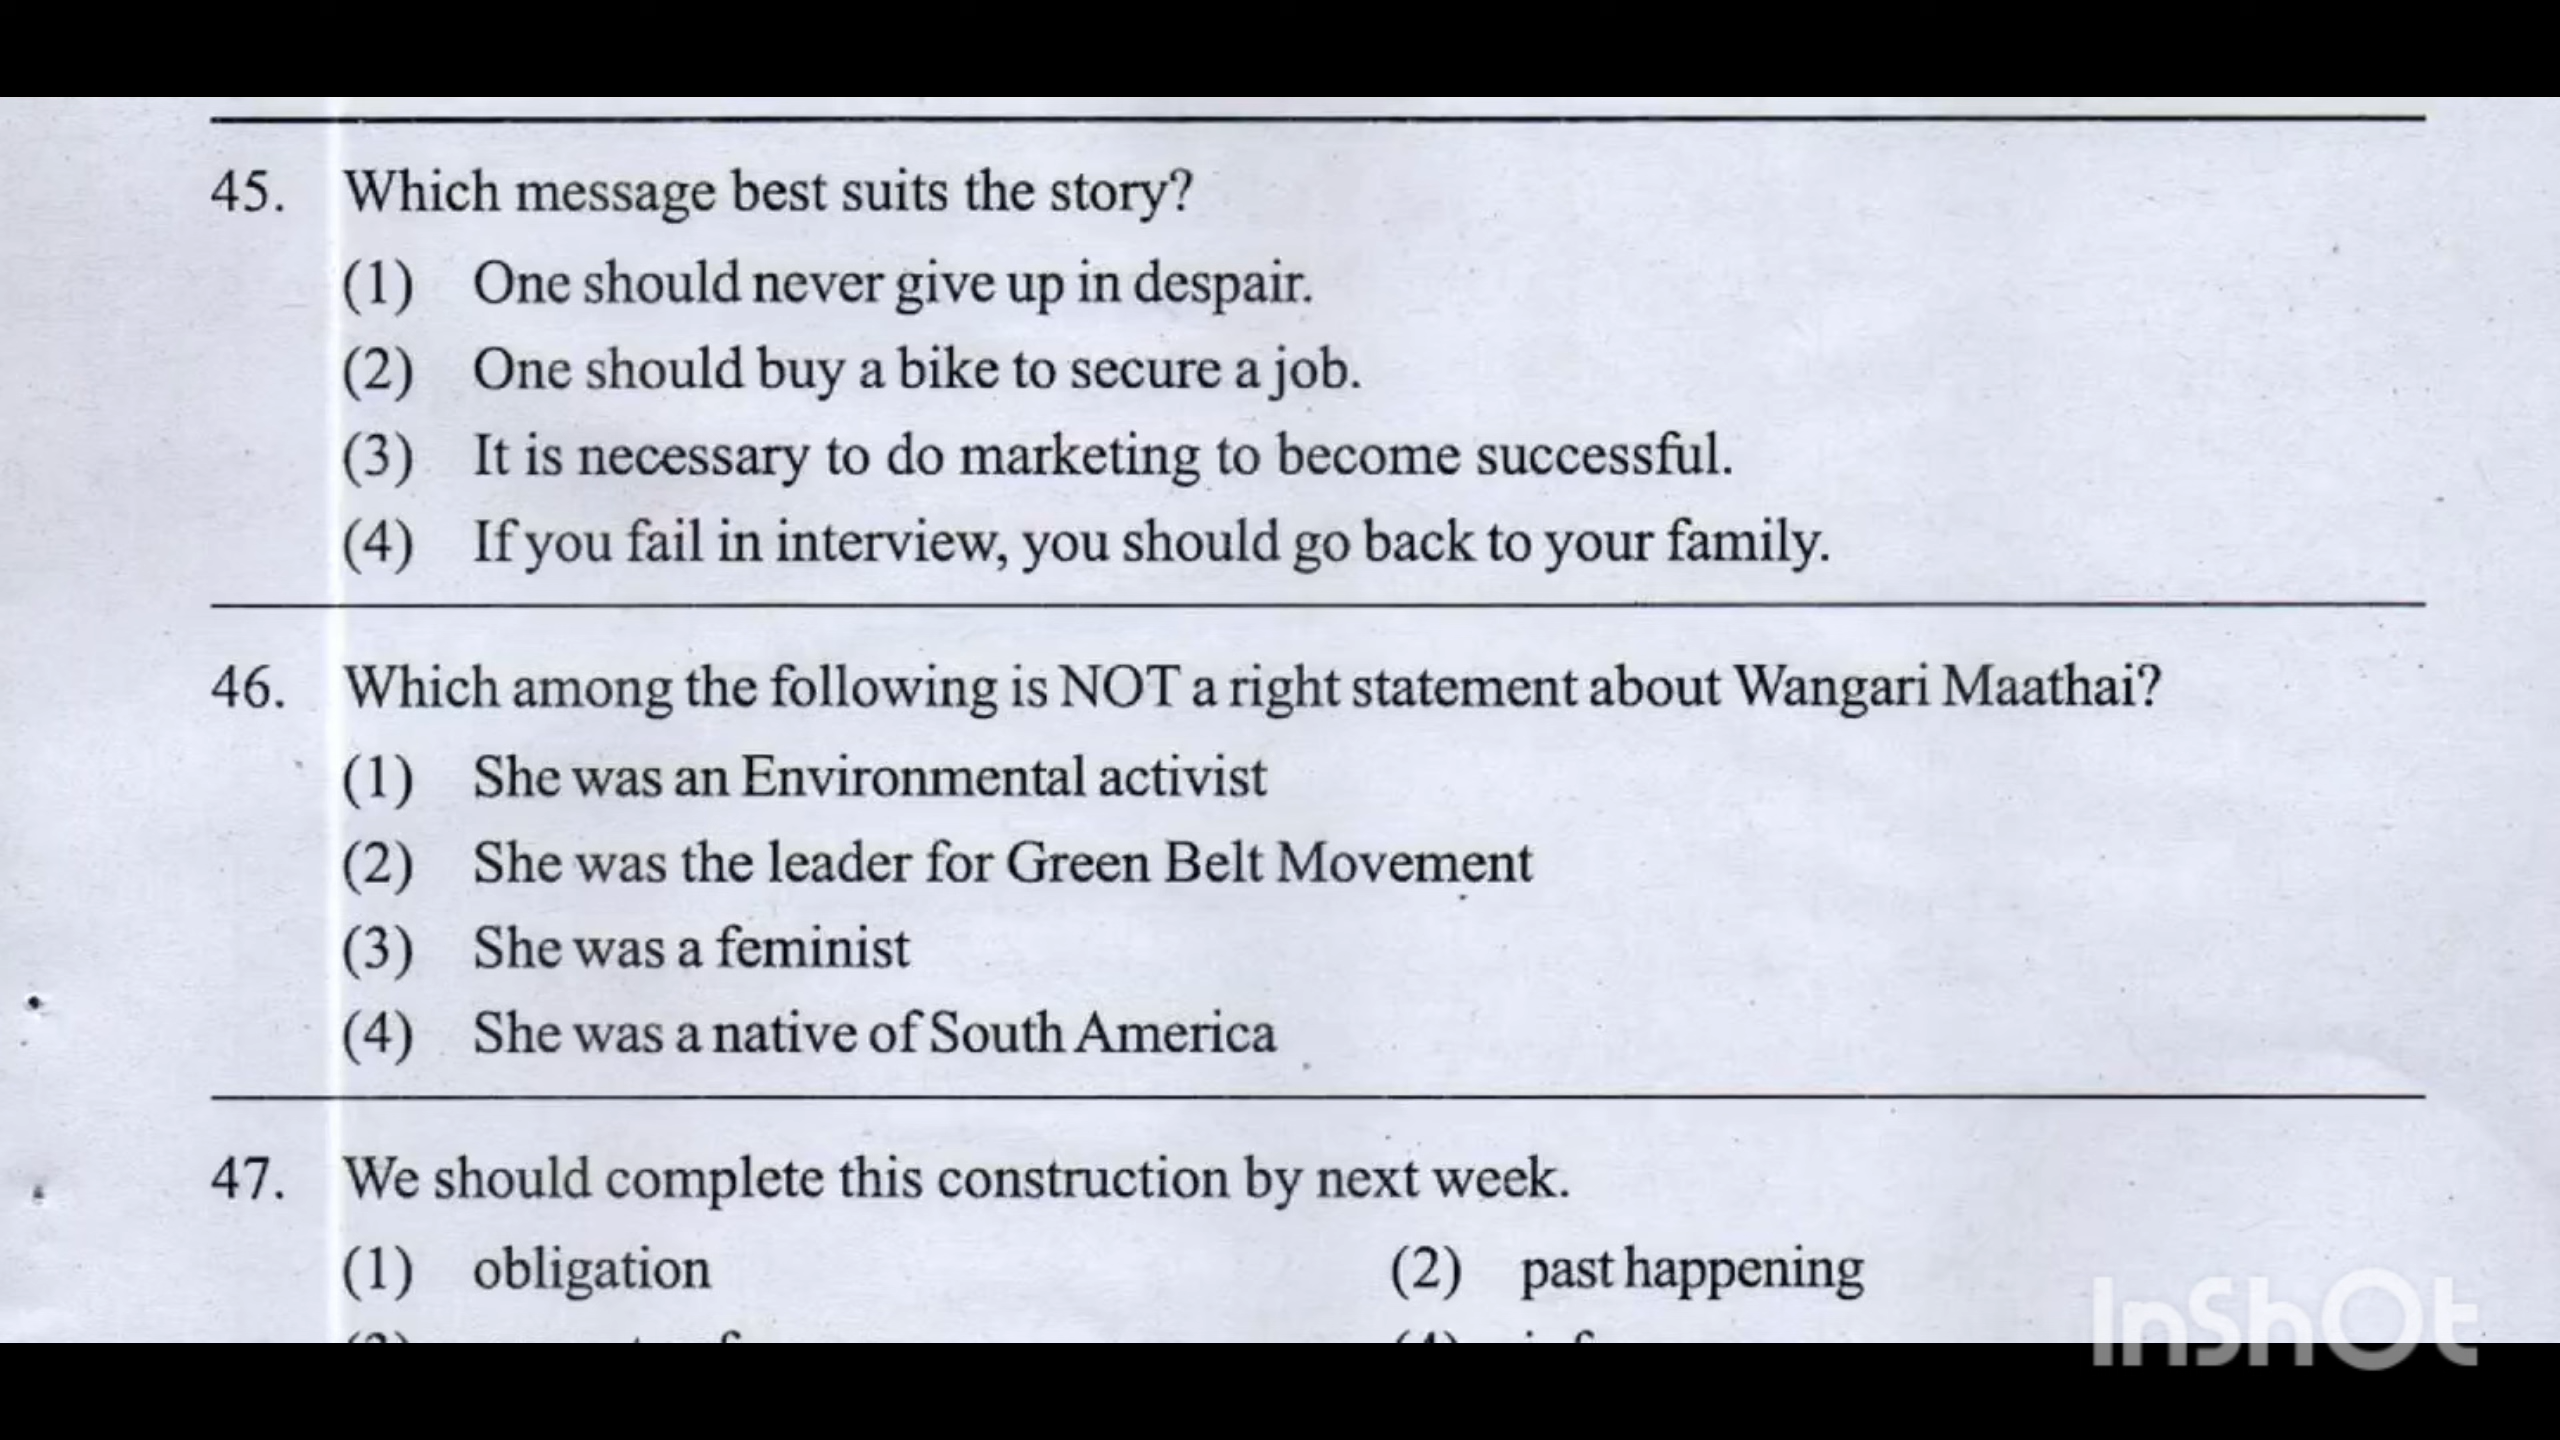 45. Which message best suits the story?
(1) One should never give up in despair.
(2) One should buy a bike to secure a job.
(3) It is necessary to do marketing to become successful.
(4) If you fail in interview, you should go back to your family.
46. Which among the following is NOT a right statement about Wangari Maathai?
(1) She was an Environmental activist
(2) She was the leader for Green Belt Movement
(3) She was a feminist
(4) She was a native of South America
47. We should complete this construction by next week.
(1) obligation (2) past happening
InShOt